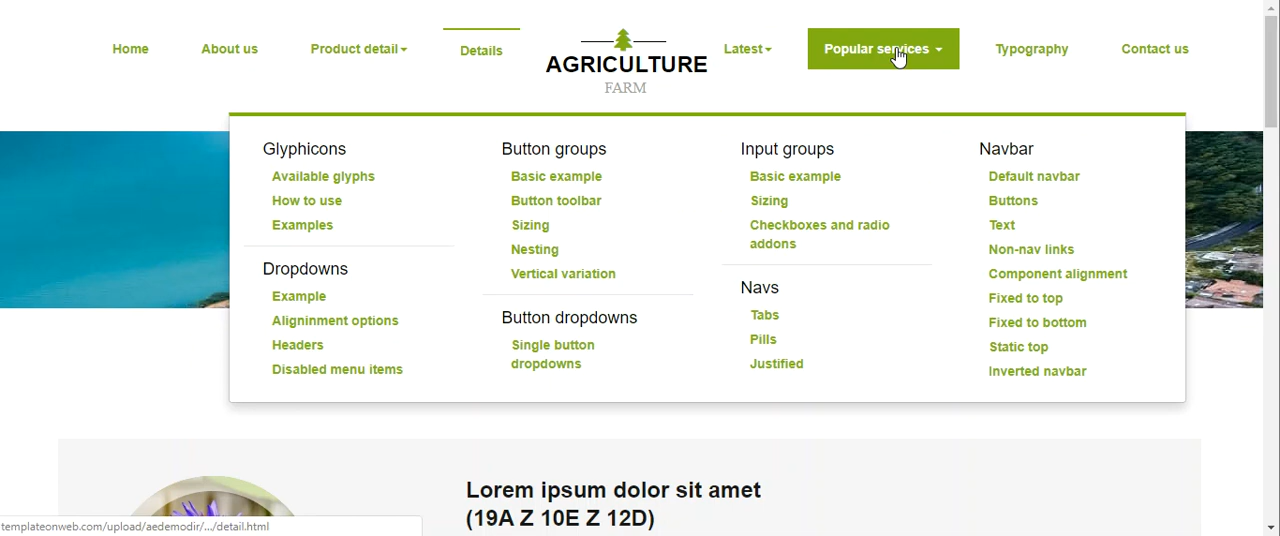 Home
About us
Product detail
Details
AGRICULTURE
FARM
Latest
Popular services
Typography
Contact us
Glyphicons
Available glyphs
How to use
Examples
Dropdowns
Example
Aligninment options
Headers
Disabled menu items
Button groups
Basic example
Button toolbar
Sizing
Nesting
Vertical variation
Button dropdowns
Single button
dropdowns
Input groups
Basic example
Sizing
Checkboxes and radio
addons
Navs
Tabs
Pills
Justified
Navbar
Default navbar
Buttons
Text
Non-nav links
Component alignment
Fixed to top
Fixed to bottom
Static top
Inverted navbar
Lorem ipsum dolor sit amet
(19A Z 10E Z 12D)
templateonweb.com/upload/aedemodir/.../detail.html